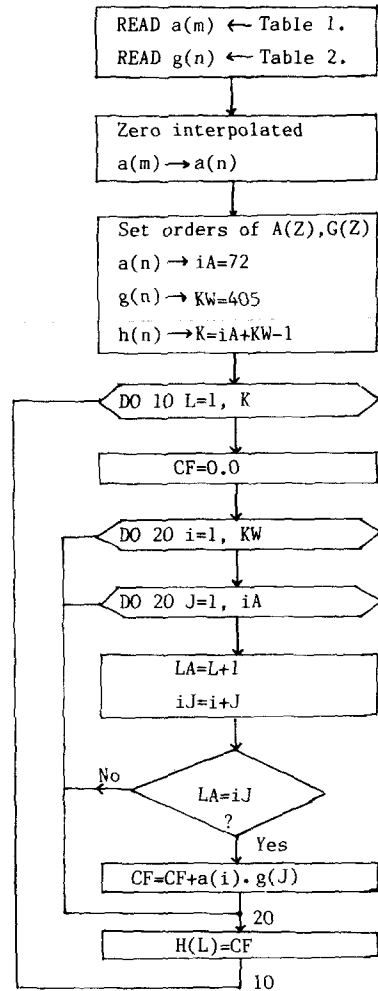 READ a(m) ← Table 1.
READ g(n) ← Table 2.
Zero interpolated
a(m) → a(n)
Set orders of A(Z),G(Z)
a(n) → iA=72
g(n) → KW=405
h(n) → K=iA+KW-1
DO 10 L=1, K
CF=0.0
DO 20 i=1, KW
DO 20 J=1, iA
LA=L+1
iJ=i+J
No
LA=iJ
?
Yes
CF=CF+a(i).g(J)
20
H(L)=CF
10